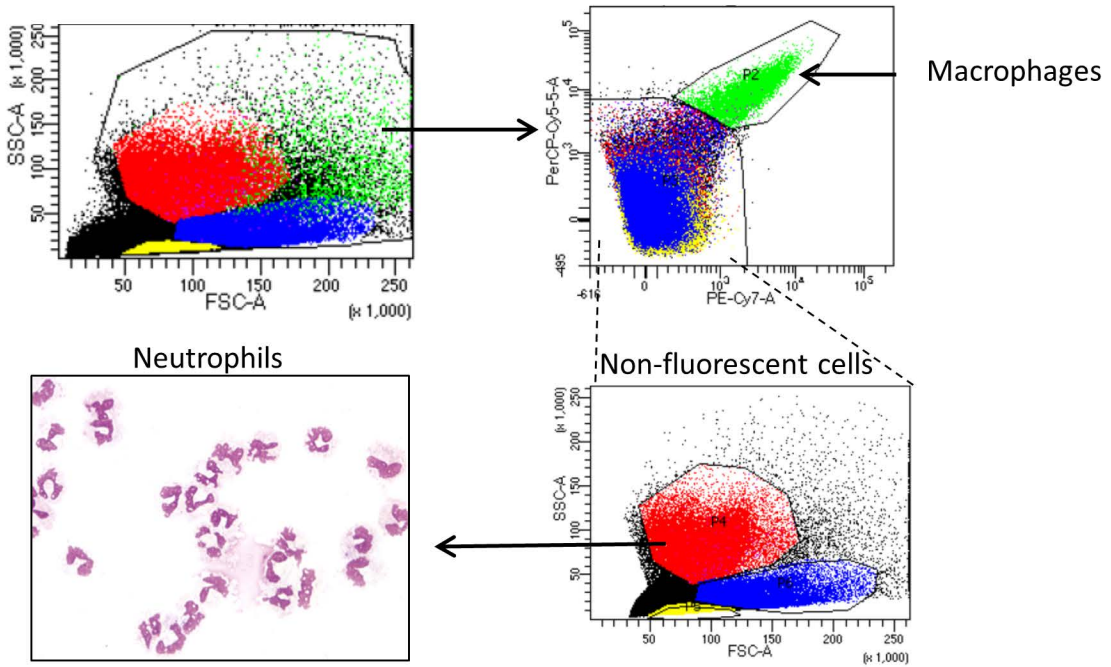 SSC-A (x 1,000)
250
200
150
100
50
50 100 150 200 250
FSC-A
(x 1,000)
PerCP-Cy5-5-A
10^5
10^4
10^3
0
-495
P2
-616 0 10^3 10^4 10^5
PE-Cy7-A
Macrophages
Neutrophils
Non-fluorescent cells
SSC-A (x 1,000)
250
200
150
100
50
P4
P5
50 100 150 200 250
FSC-A
(x 1,000)